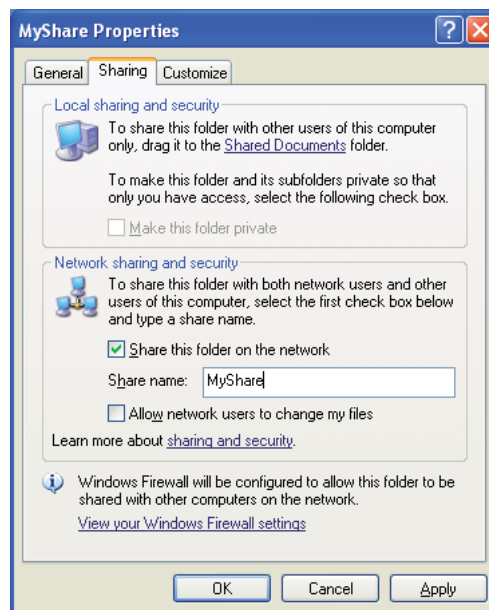 MyShare Properties
General Sharing Customize
Local sharing and security
To share this folder with other users of this computer
only, drag it to the Shared Documents folder.
To make this folder and its subfolders private so that
only you have access, select the following check box.
Make this folder private
Network sharing and security
To share this folder with both network users and other
users of this computer, select the first check box below
and type a share name.
Share this folder on the network
Share name: MyShare
Allow network users to change my files
Learn more about sharing and security.
Windows Firewall will be configured to allow this folder to be
shared with other computers on the network.
View your Windows Firewall settings
OK Cancel Apply